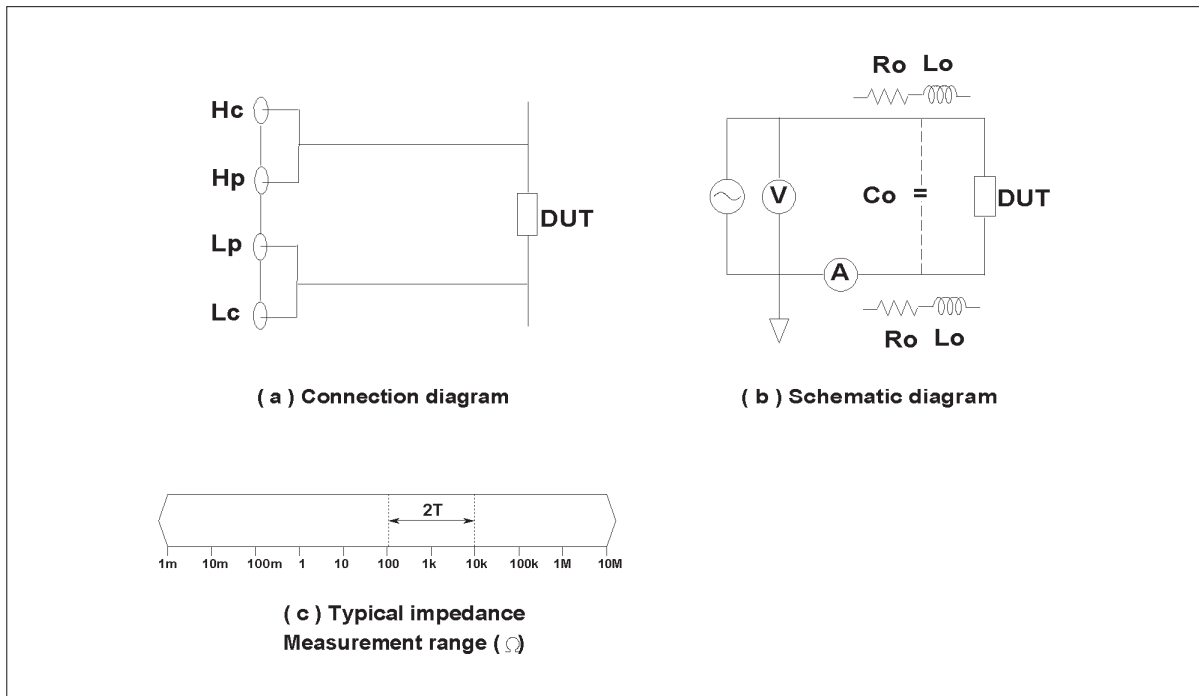 Hc
Hp
Lp
Lc
DUT
( a ) Connection diagram
Ro Lo
V
Co =
DUT
A
Ro Lo
( b ) Schematic diagram
2T
1m 10m 100m 1 10 100 1k 10k 100k 1M 10M
( c ) Typical impedance
Measurement range ( Ω)